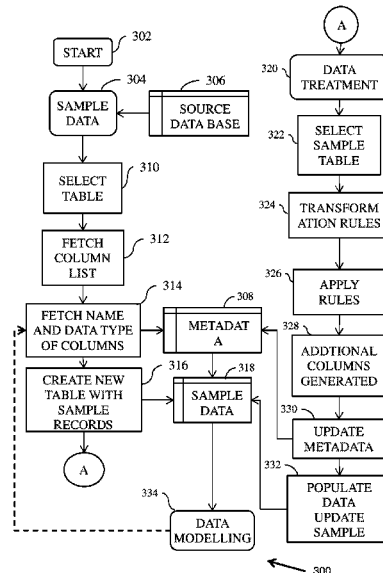 START
302
304
SAMPLE
DATA
306
SOURCE
DATA BASE
310
SELECT
TABLE
312
FETCH
COLUMN
LIST
314
FETCH NAME
AND DATA TYPE
OF COLUMNS
308
METADAT
A
316
CREATE NEW
TABLE WITH
SAMPLE
RECORDS
318
SAMPLE
DATA
A
334
DATA
MODELLING
A
320
DATA
TREATMENT
322
SELECT
SAMPLE
TABLE
324
TRANSFORM
ATION RULES
326
APPLY
RULES
328
ADDTIONAL
COLUMNS
GENERATED
330
UPDATE
METADATA
332
POPULATE
DATA
UPDATE
SAMPLE
300